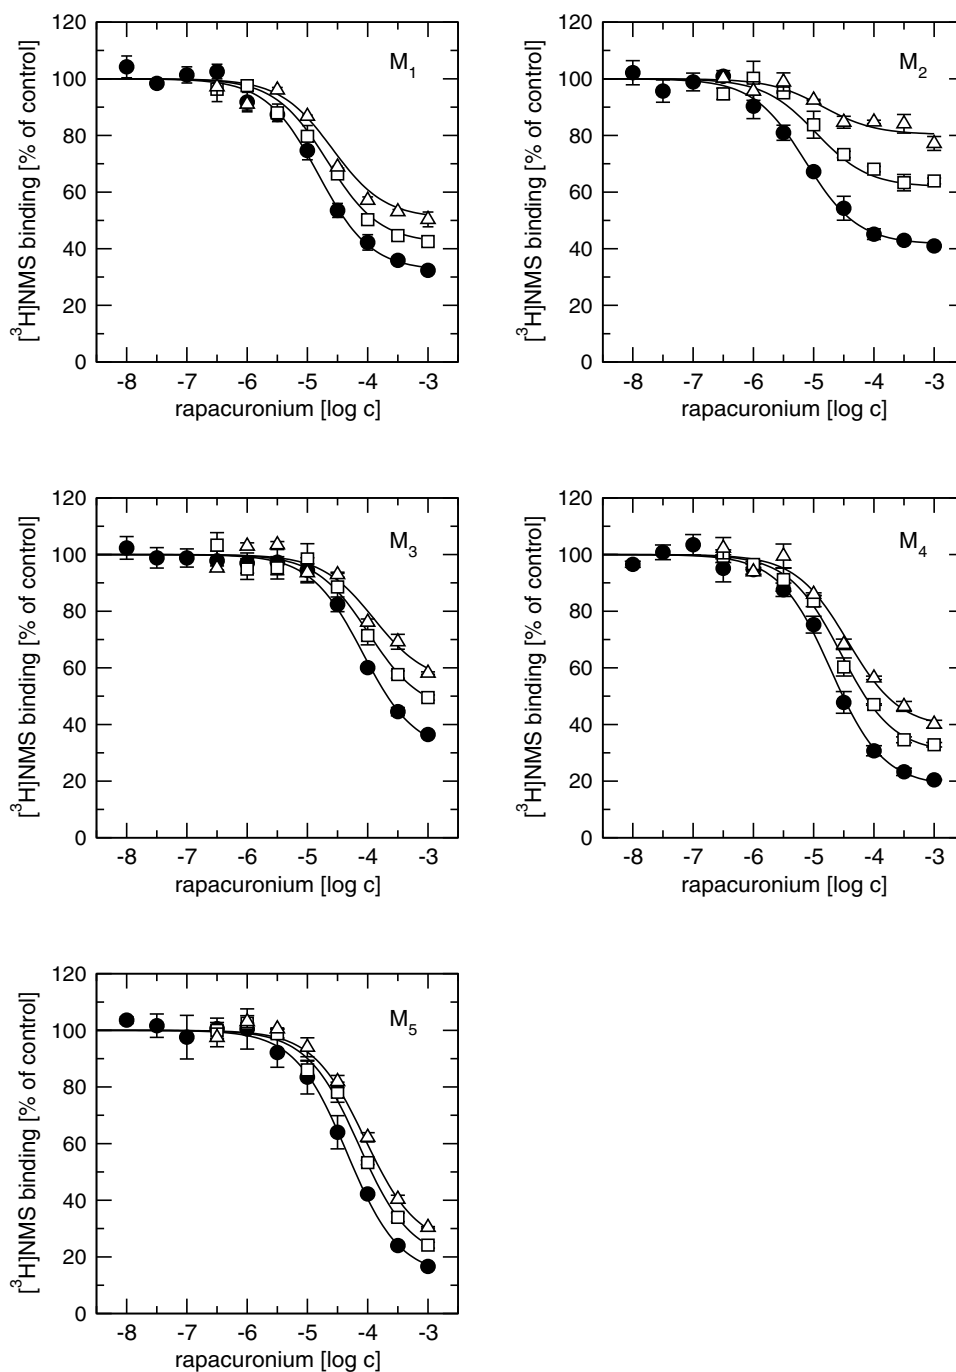 120
100
80
60
40
20
0
[³H]NMS binding [% of control]
M₁
-8 -7 -6 -5 -4 -3
rapacuronium [log c]
120
100
80
60
40
20
0
[³H]NMS binding [% of control]
M₂
-8 -7 -6 -5 -4 -3
rapacuronium [log c]
120
100
80
60
40
20
0
[³H]NMS binding [% of control]
M₃
-8 -7 -6 -5 -4 -3
rapacuronium [log c]
120
100
80
60
40
20
0
[³H]NMS binding [% of control]
M₄
-8 -7 -6 -5 -4 -3
rapacuronium [log c]
120
100
80
60
40
20
0
[³H]NMS binding [% of control]
M₅
-8 -7 -6 -5 -4 -3
rapacuronium [log c]